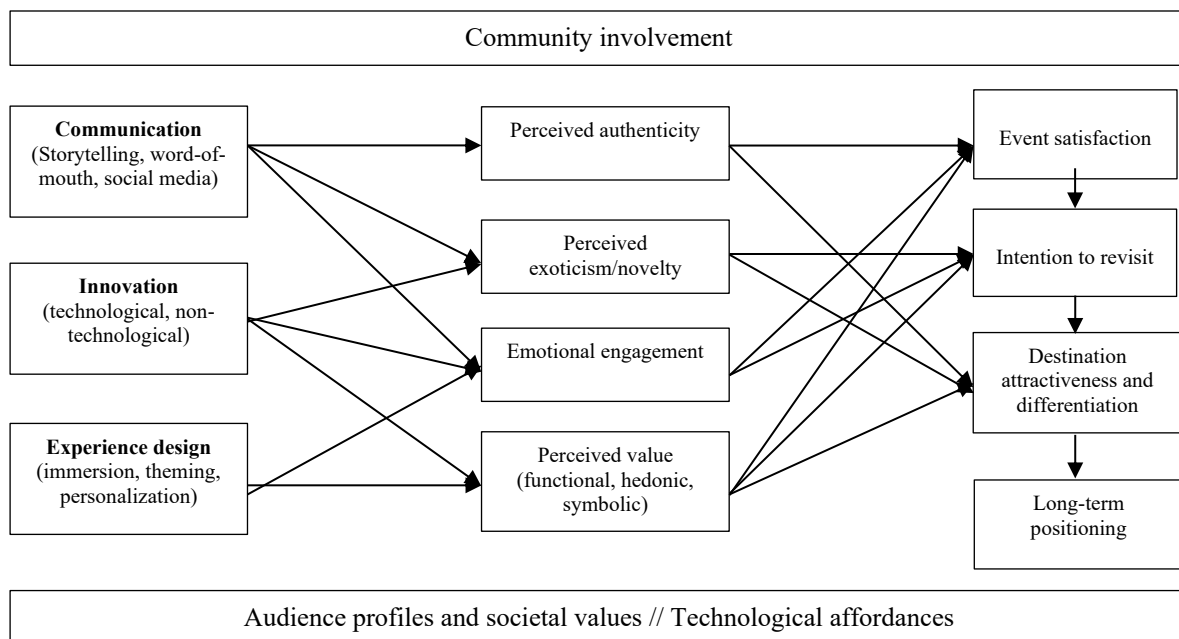 Community involvement
Communication
(Storytelling, word-of-
mouth, social media)
Innovation
(technological, non-
technological)
Experience design
(immersion, theming,
personalization)
Perceived authenticity
Perceived
exoticism/novelty
Emotional engagement
Perceived value
(functional, hedonic,
symbolic)
Event satisfaction
Intention to revisit
Destination
attractiveness and
differentiation
Long-term
positioning
Audience profiles and societal values // Technological affordances